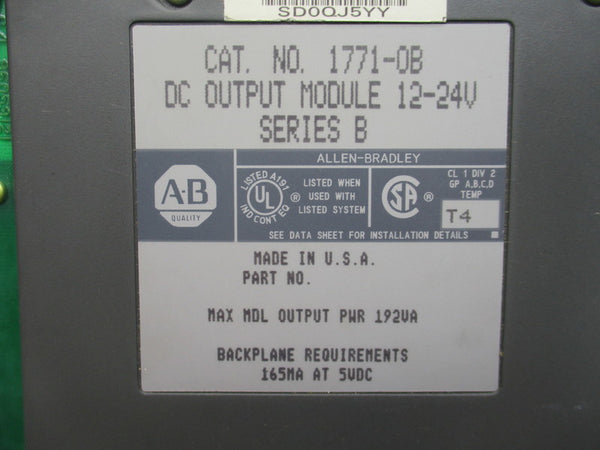 SD0QJ5YY
CAT. NO. 1771-OB
DC OUTPUT MODULE 12-24V
SERIES B
ALLEN-BRADLEY
A-B
QUALITY
LISTED A191
UL
IND CONT EQ
®
LISTED WHEN
USED WITH
LISTED SYSTEM
SA
®
CL 1 DIV 2
GP A,B,C,D
TEMP
T4
SEE DATA SHEET FOR INSTALLATION DETAILS
MADE IN U.S.A.
PART NO.
MAX MDL OUTPUT PWR 192VA
BACKPLANE REQUIREMENTS
165MA AT 5VDC